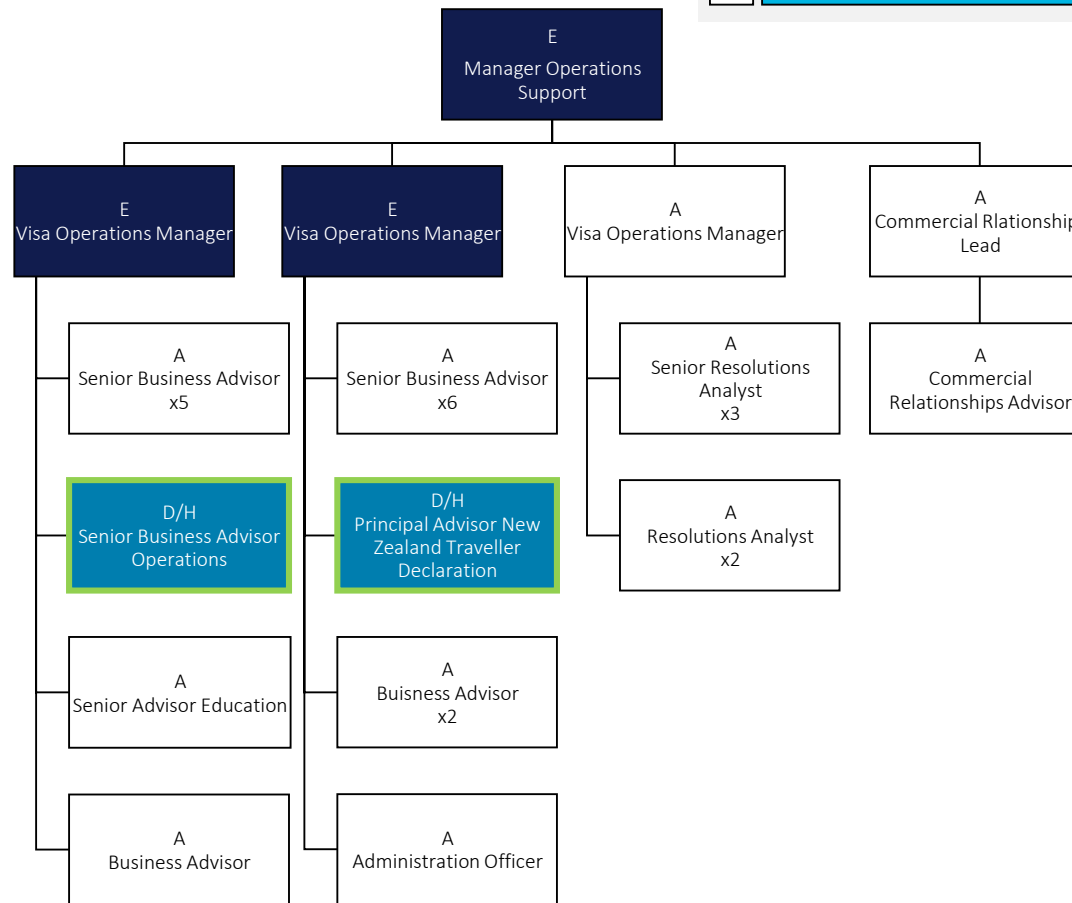 E
Manager Operations
Support
E
Visa Operations Manager
E
Visa Operations Manager
A
Visa Operations Manager
A
Commercial Rlationship
Lead
A
Senior Business Advisor
x5
A
Senior Business Advisor
x6
A
Senior Resolutions
Analyst
x3
A
Commercial
Relationships Advisor
D/H
Senior Business Advisor
Operations
D/H
Principal Advisor New
Zealand Traveller
Declaration
A
Resolutions Analyst
x2
A
Senior Advisor Education
A
Buisness Advisor
x2
A
Business Advisor
A
Administration Officer